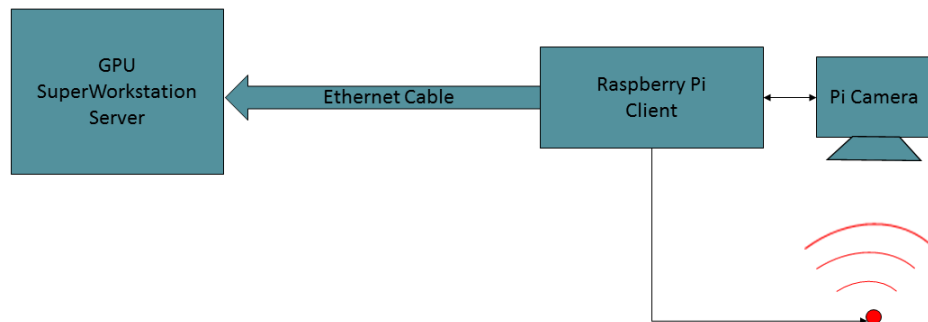 GPU
SuperWorkstation
Server
Ethernet Cable
Raspberry Pi
Client
Pi Camera